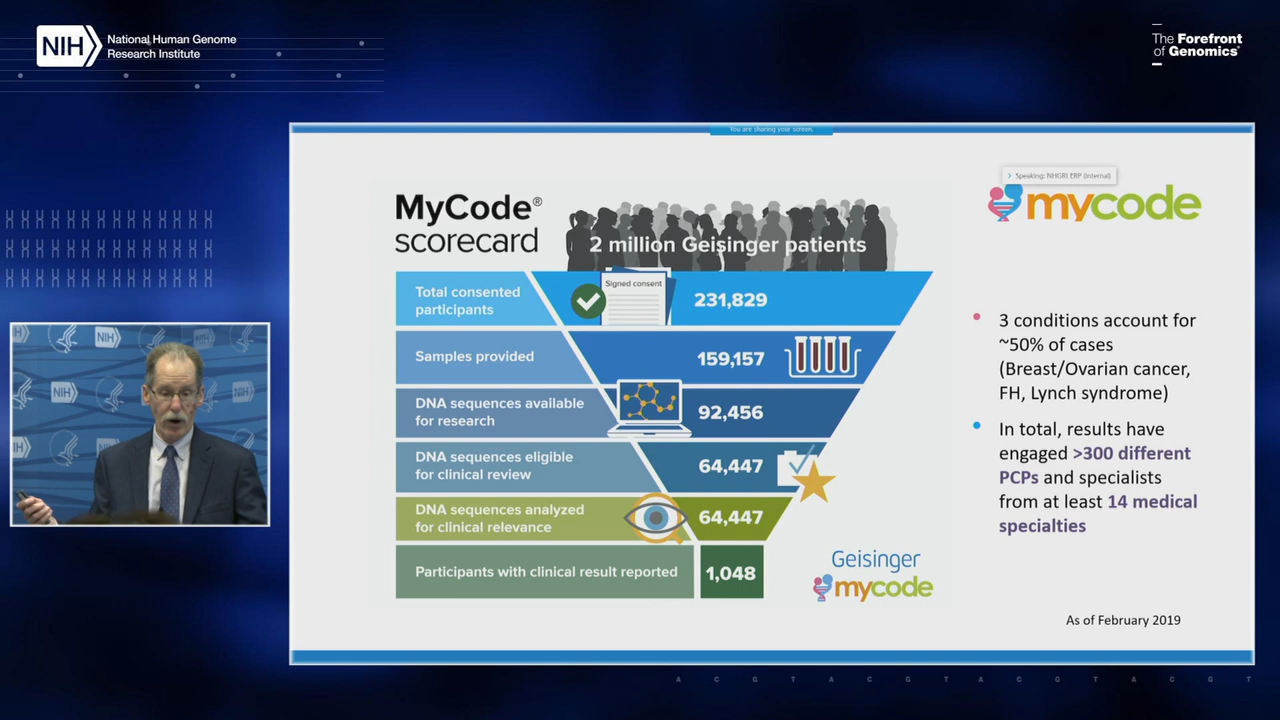 NIH
National Human Genome
Research Institute
The Forefront
of Genomics®
You are sharing your screen.
Speaking: NHGRI ERP (Internal)
MyCode®
scorecard
2 million Geisinger patients
mycode
Total consented
participants
Signed consent
231,829
Samples provided
159,157
DNA sequences available
for research
92,456
DNA sequences eligible
for clinical review
64,447
DNA sequences analyzed
for clinical relevance
64,447
Participants with clinical result reported
1,048
Geisinger
mycode
3 conditions account for
~50% of cases
(Breast/Ovarian cancer,
FH, Lynch syndrome)
In total, results have
engaged >300 different
PCPs and specialists
from at least 14 medical
specialties
As of February 2019
NIH
NIH
NIH
A C G T A C G T A C G T A C G T